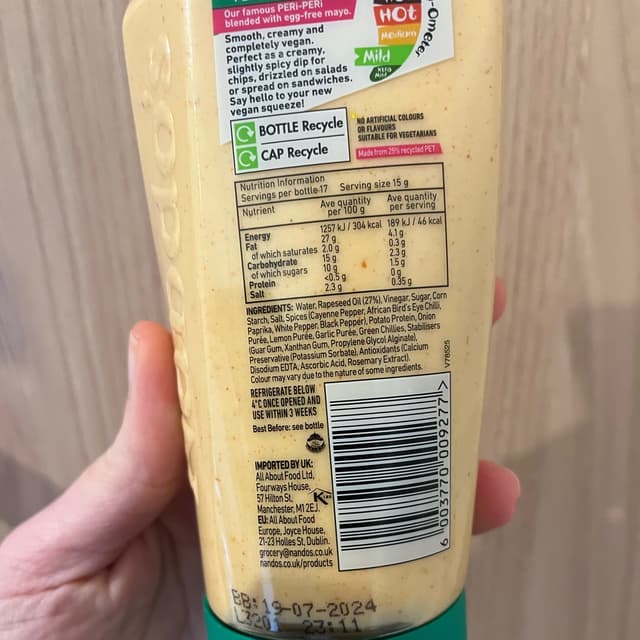 Our famous PERi-PERi
blended with egg-free mayo.
Smooth, creamy and
completely vegan.
Perfect as a creamy,
slightly spicy dip for
chips, drizzled on salads
or spread on sandwiches.
Say hello to your new
vegan squeeze!
HOT
MEDIUM
Mild
Mild
-Ometer
BOTTLE Recycle
CAP Recycle
NO ARTIFICIAL COLOURS
OR FLAVOURS
SUITABLE FOR VEGETARIANS
Made from 25% recycled PET
Nutrition Information
Servings per bottle·17 Serving size 15 g
Nutrient Ave quantity per 100 g Ave quantity per serving
Energy 1257 kJ / 304 kcal 189 kJ / 46 kcal
Fat 27 g 4.1 g
of which saturates 2.0 g 0.3 g
Carbohydrate 15 g 2.3 g
of which sugars 10 g 1.5 g
Protein <0.5 g 0 g
Salt 2.3 g 0.35 g
INGREDIENTS: Water, Rapeseed Oil (27%), Vinegar, Sugar, Corn
Starch, Salt, Spices (Cayenne Pepper, African Bird's Eye Chilli,
Paprika, White Pepper, Black Pepper), Potato Protein, Onion
Purée, Lemon Purée, Garlic Purée, Green Chillies, Stabilisers
(Guar Gum, Xanthan Gum, Propylene Glycol Alginate),
Preservative (Potassium Sorbate), Antioxidants (Calcium
Disodium EDTA, Ascorbic Acid, Rosemary Extract).
Colour may vary due to the nature of some ingredients.
V78S25
REFRIGERATE BELOW
4°C ONCE OPENED AND
USE WITHIN 3 WEEKS
Best Before: see bottle
IMPORTED BY UK:
All About Food Ltd,
Fourways House,
57 Hilton St,
Manchester, M1 2EJ.
EU: All About Food
Europe, Joyce House,
21-23 Holles St, Dublin.
grocery@nandos.co.uk
nandos.co.uk/products
6 003770 009277 >
BB: 19-07-2024
L3201 23:11
nando's